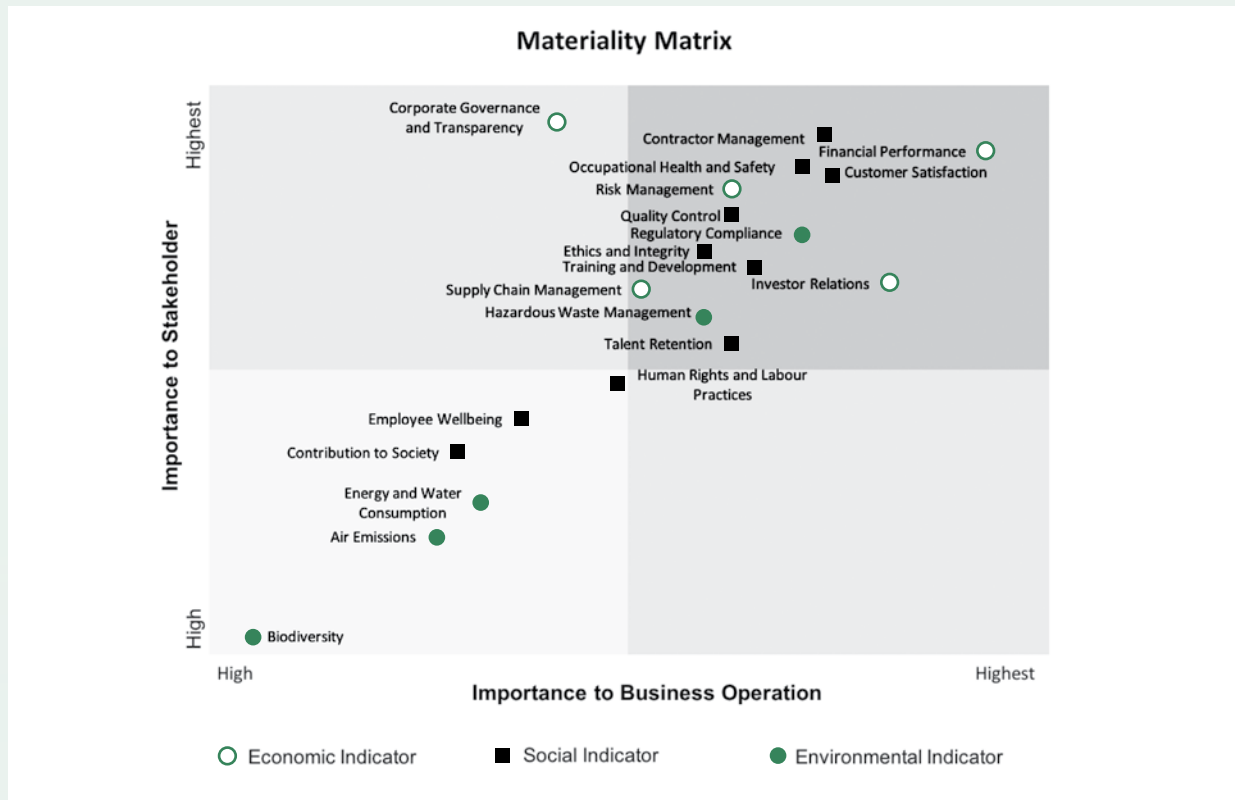 Materiality Matrix
Highest
Corporate Governance
and Transparency
Contractor Management
Financial Performance
Occupational Health and Safety
Customer Satisfaction
Risk Management
Quality Control
Regulatory Compliance
Ethics and Integrity
Training and Development
Investor Relations
Supply Chain Management
Hazardous Waste Management
Talent Retention
Human Rights and Labour
Practices
Importance to Stakeholder
Employee Wellbeing
Contribution to Society
Energy and Water
Consumption
Air Emissions
High
Biodiversity
High
Highest
Importance to Business Operation
Economic Indicator
Social Indicator
Environmental Indicator